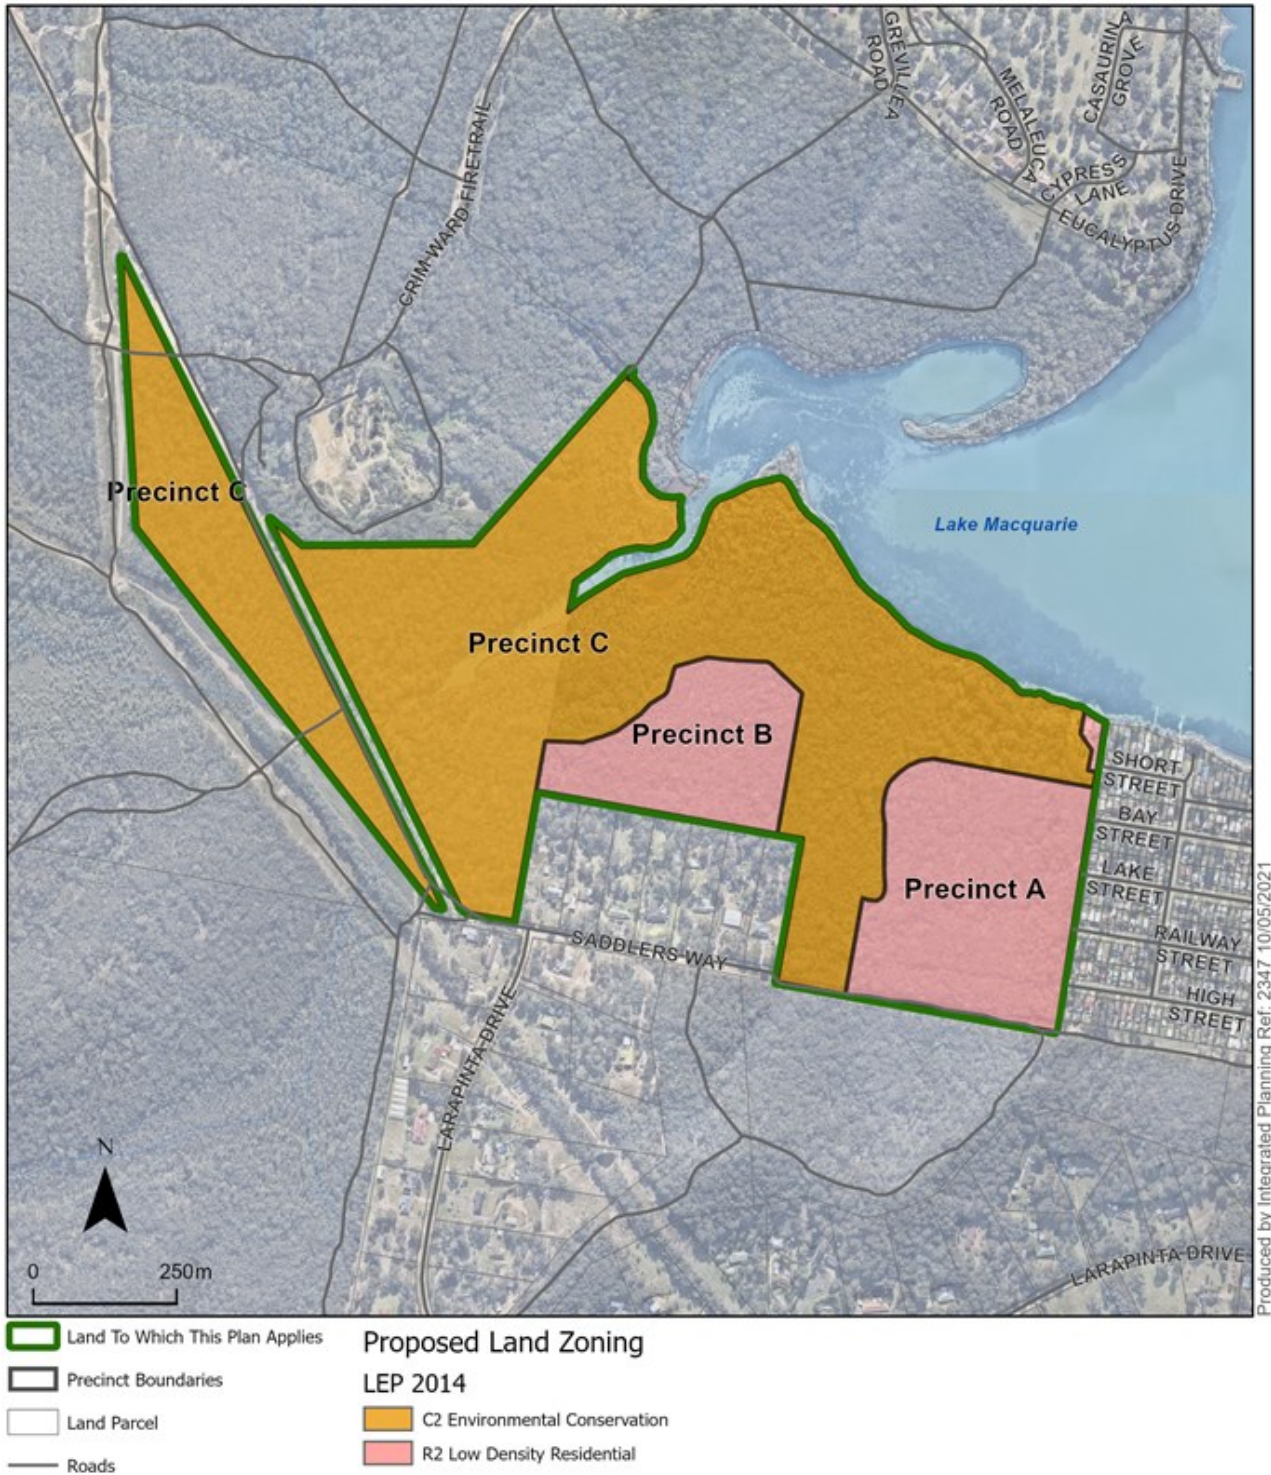 GREVILLEA
ROAD
MELALEUCA
ROAD
CASAURINA
GROVE
CYPRESS
LANE
EUCALYPTUS DRIVE
CRIM WARD FIRETRAIL
Precinct C
Lake Macquarie
Precinct C
Precinct B
SHORT
STREET
BAY
STREET
LAKE
STREET
Precinct A
RAILWAY
STREET
SADDLERS WAY
HIGH
STREET
LARAPINTA DRIVE
N
0 250m
LARAPINTA DRIVE
Produced by Integrated Planning Ref: 2347 10/05/2021
Land To Which This Plan Applies
Precinct Boundaries
Land Parcel
Roads
Proposed Land Zoning
LEP 2014
C2 Environmental Conservation
R2 Low Density Residential